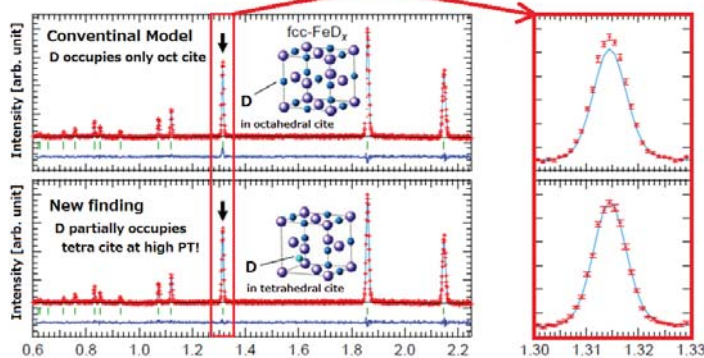 Conventinal Model
D occupies only oct cite
fcc-FeDx
D
in octahedral cite
Intensity [arb. unit]
New finding
D partially occupies
tetra cite at high PT!
D
in tetrahedral cite
Intensity [arb. unit]
0.6 0.8 1.0 1.2 1.4 1.6 1.8 2.0 2.2
1.30 1.31 1.32 1.33